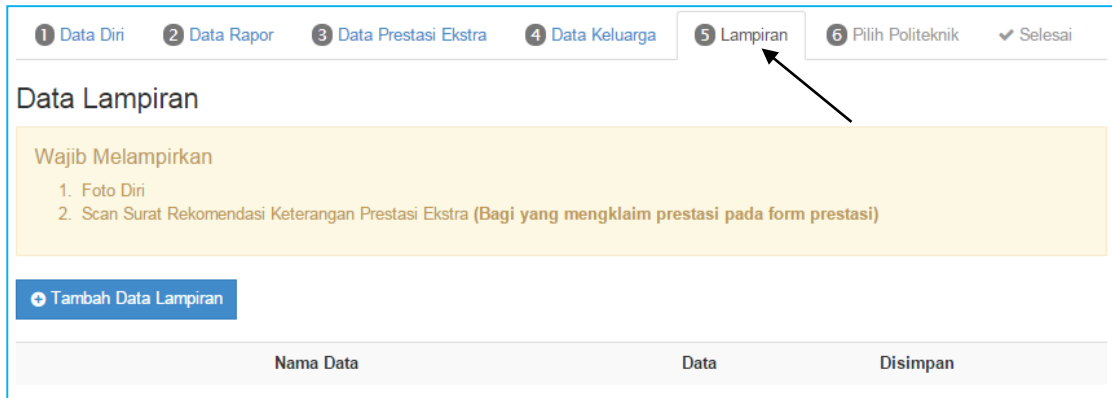 1 Data Diri 2 Data Rapor 3 Data Prestasi Ekstra 4 Data Keluarga 5 Lampiran 6 Pilih Politeknik Selesai
Data Lampiran
Wajib Melampirkan
1. Foto Diri
2. Scan Surat Rekomendasi Keterangan Prestasi Ekstra (Bagi yang mengklaim prestasi pada form prestasi)
Tambah Data Lampiran
Nama Data Data Disimpan